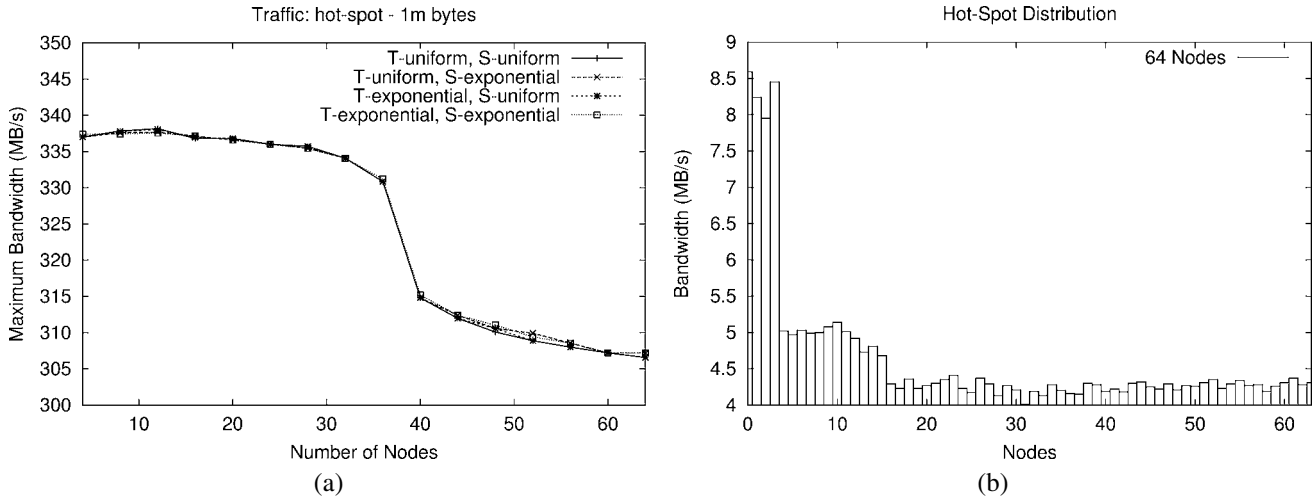 Traffic: hot-spot - 1m bytes
Maximum Bandwidth (MB/s)
350
345
340
335
330
325
320
315
310
305
300
T-uniform, S-uniform
T-uniform, S-exponential
T-exponential, S-uniform
T-exponential, S-exponential
10 20 30 40 50 60
Number of Nodes
(a)
Hot-Spot Distribution
Bandwidth (MB/s)
9
8.5
8
7.5
7
6.5
6
5.5
5
4.5
4
64 Nodes
0 10 20 30 40 50 60
Nodes
(b)